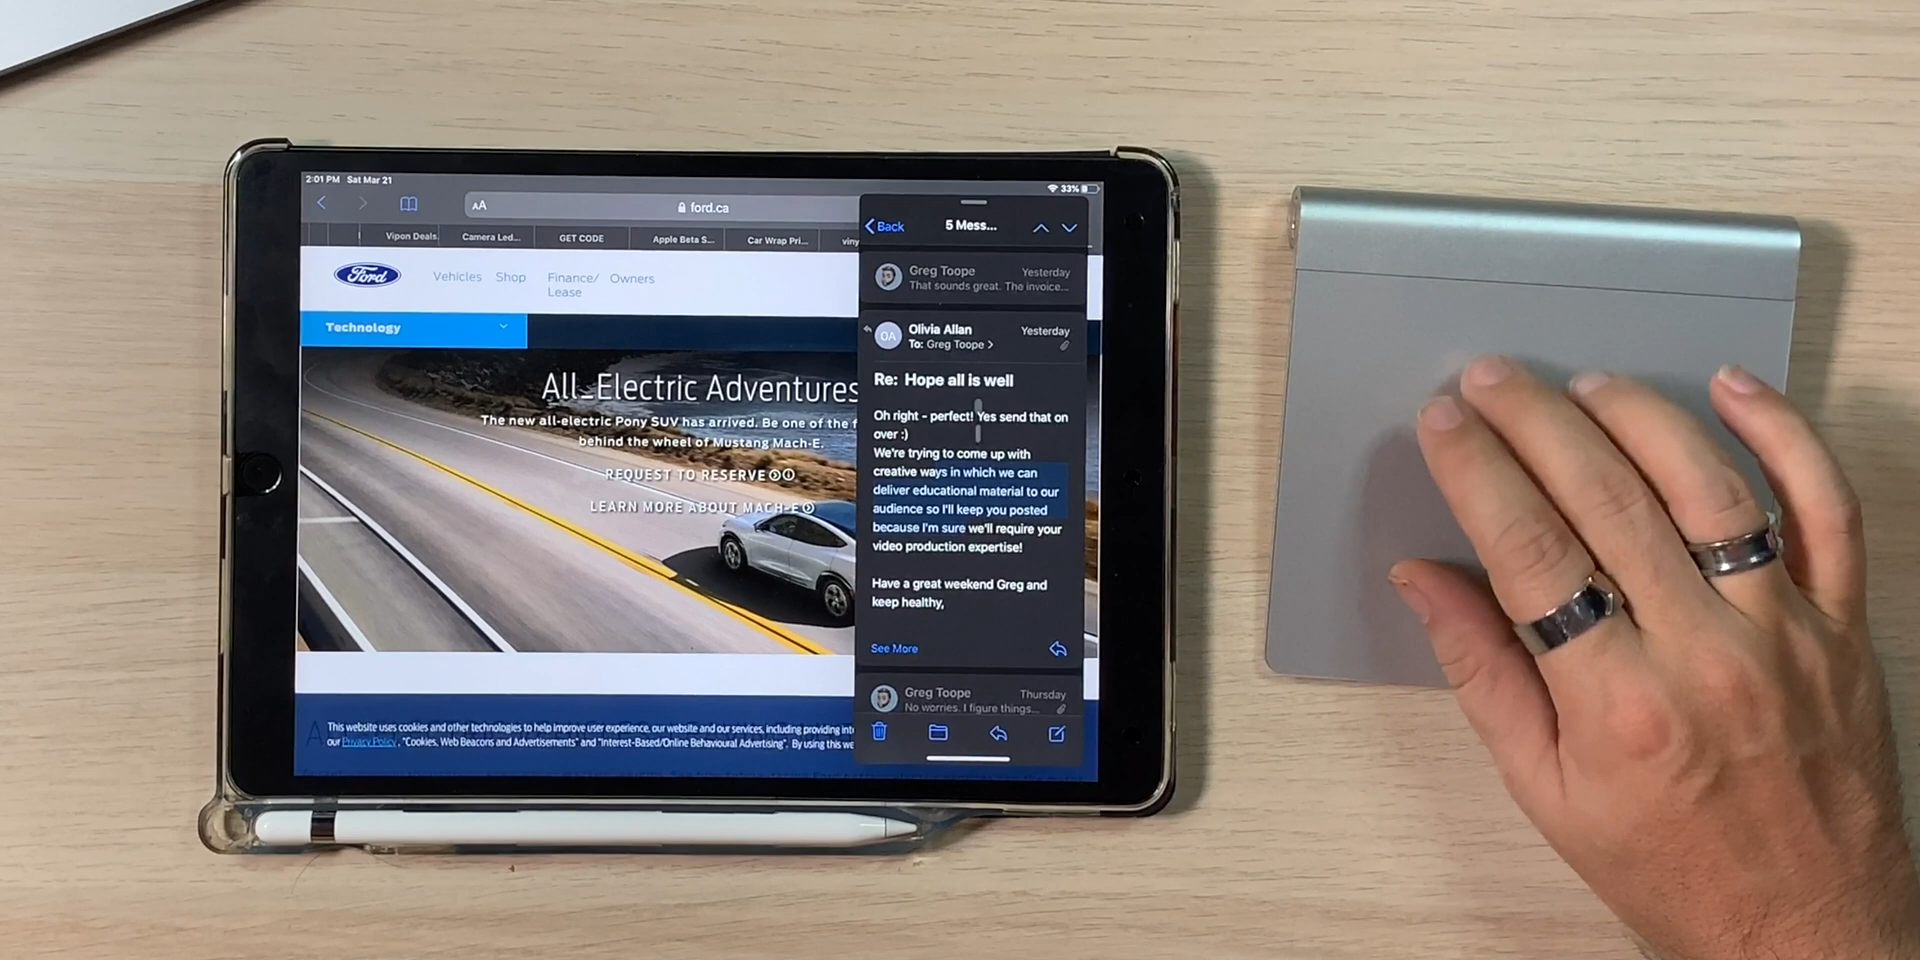 2:01 PM Sat Mar 21
33%
AA
ford.ca
Vipon Deals.
Camera Led...
GET CODE
Apple Beta S...
Car Wrap Pri...
viny
Ford
Vehicles
Shop
Finance/
Lease
Owners
Technology
All-Electric Adventures
The new all-electric Pony SUV has arrived. Be one of the f
behind the wheel of Mustang Mach-E.
REQUEST TO RESERVE
LEARN MORE ABOUT MACH-E
This website uses cookies and other technologies to help improve user experience, our website and our services, including providing int
our Privacy Policy, "Cookies, Web Beacons and Advertisements" and "Interest-Based/Online Behavioural Advertising". By using this we
Back
5 Mess...
Greg Toope
Yesterday
That sounds great. The invoice...
OA
Olivia Allan
Yesterday
To: Greg Toope >
Re: Hope all is well
Oh right - perfect! Yes send that on
over :)
We're trying to come up with
creative ways in which we can
deliver educational material to our
audience so I'll keep you posted
because I'm sure we'll require your
video production expertise!
Have a great weekend Greg and
keep healthy,
See More
Greg Toope
Thursday
No worries. I figure things...